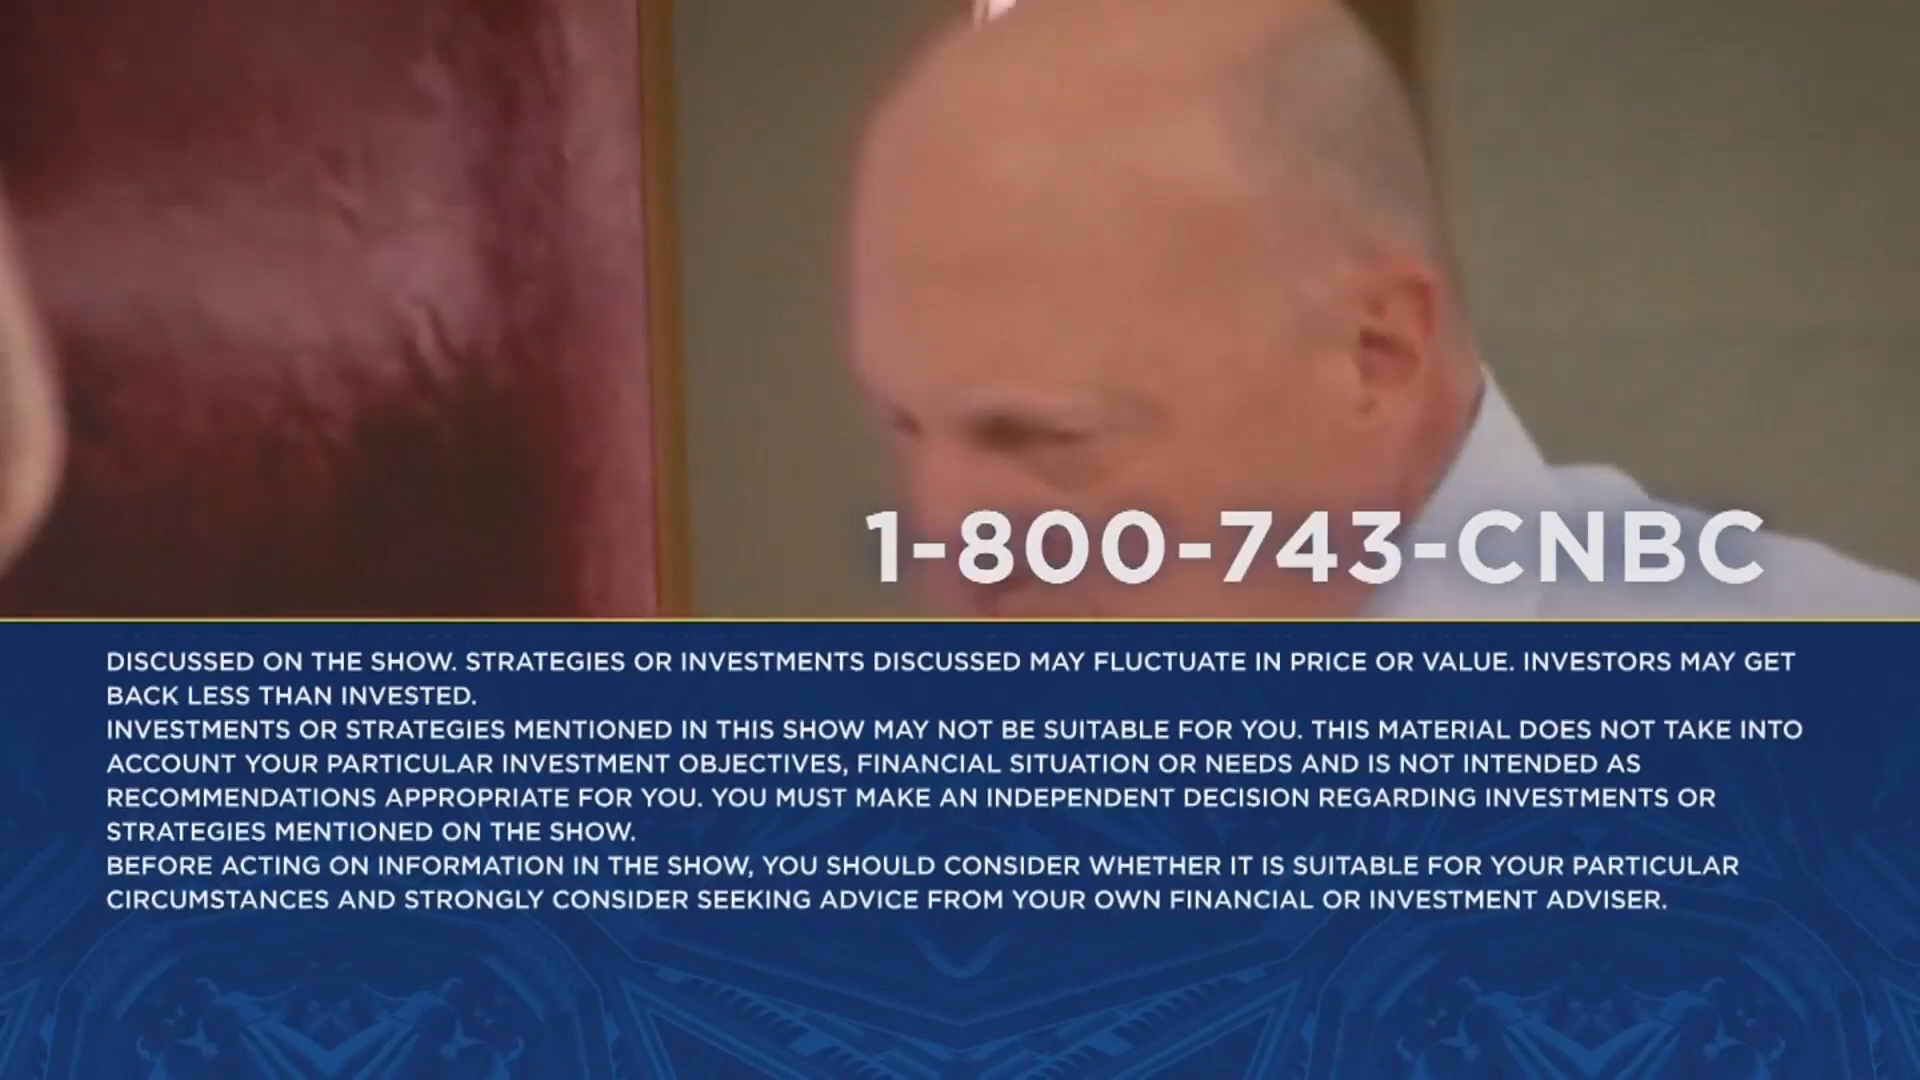 1-800-743-CNBC
DISCUSSED ON THE SHOW. STRATEGIES OR INVESTMENTS DISCUSSED MAY FLUCTUATE IN PRICE OR VALUE. INVESTORS MAY GET
BACK LESS THAN INVESTED.
INVESTMENTS OR STRATEGIES MENTIONED IN THIS SHOW MAY NOT BE SUITABLE FOR YOU. THIS MATERIAL DOES NOT TAKE INTO
ACCOUNT YOUR PARTICULAR INVESTMENT OBJECTIVES, FINANCIAL SITUATION OR NEEDS AND IS NOT INTENDED AS
RECOMMENDATIONS APPROPRIATE FOR YOU. YOU MUST MAKE AN INDEPENDENT DECISION REGARDING INVESTMENTS OR
STRATEGIES MENTIONED ON THE SHOW.
BEFORE ACTING ON INFORMATION IN THE SHOW, YOU SHOULD CONSIDER WHETHER IT IS SUITABLE FOR YOUR PARTICULAR
CIRCUMSTANCES AND STRONGLY CONSIDER SEEKING ADVICE FROM YOUR OWN FINANCIAL OR INVESTMENT ADVISER.